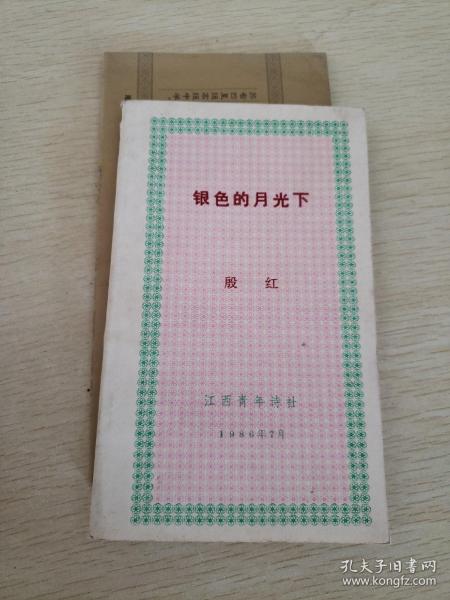 银色的月光下
殷 红
江西青年诗社
1986年7月
孔夫子旧书网
www.kongfz.com